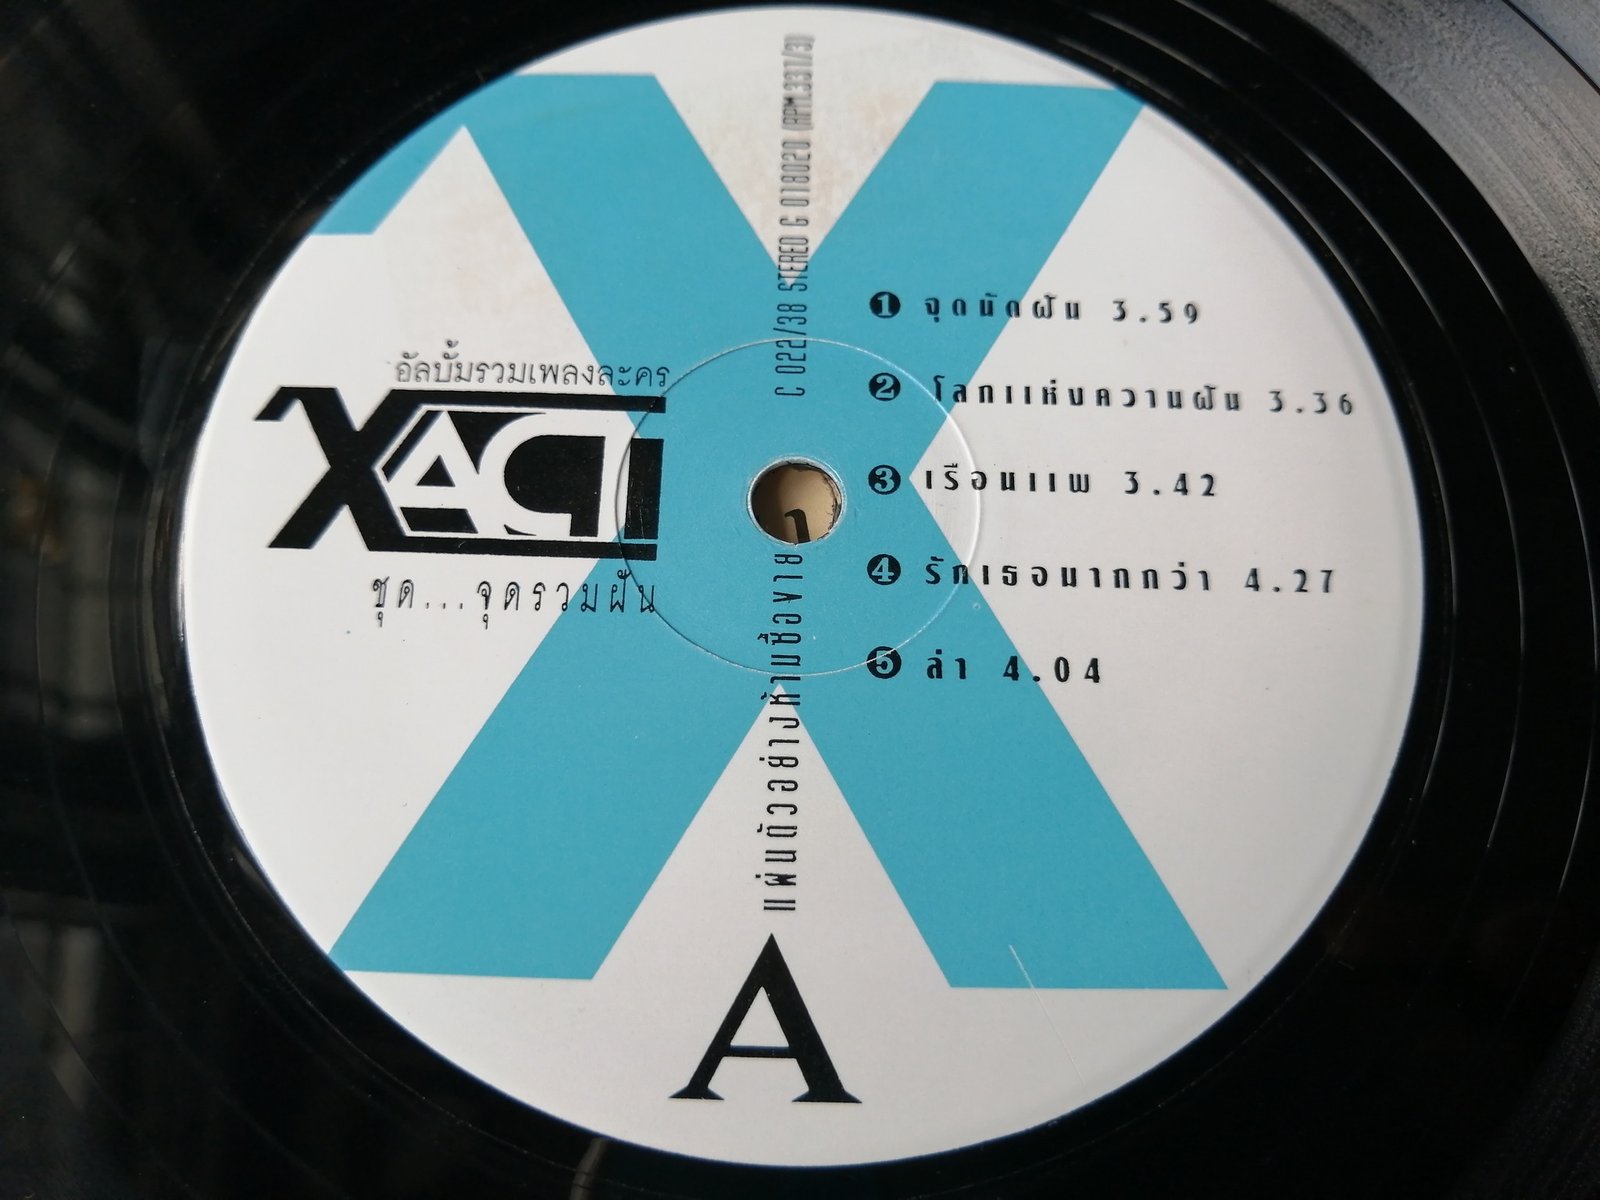 อัลบั้มรวมเพลงละคร
XACT
ชุด...จุดรวมฝัน
C 022/38 STEREO G 018020 (RPM.331/3)
❶ จุดนัดฝัน 3.59
❷ โลกแห่งความฝัน 3.36
❸ เรือนแพ 3.42
❹ รักเธอมากกว่า 4.27
❺ ล่า 4.04
แผ่นตัวอย่างห้ามซื้อขาย
A